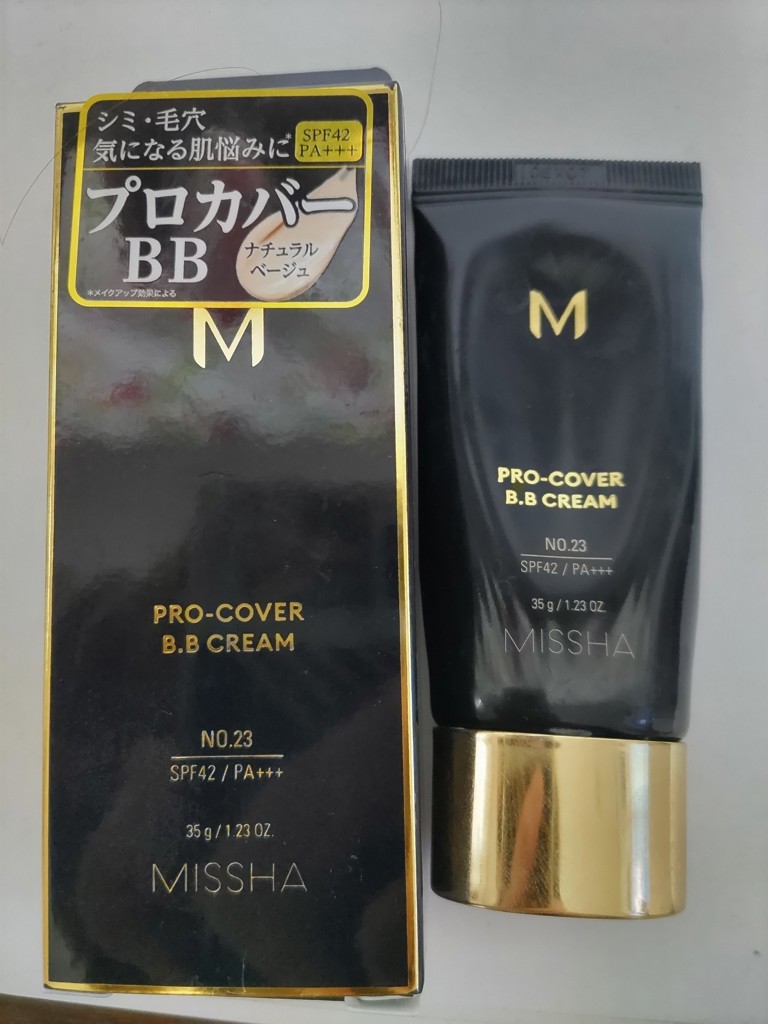 シミ・毛穴
気になる肌悩みに*
SPF42
PA+++
プロカバー
BB
ナチュラル
ベージュ
*メイクアップ効果による
M
PRO-COVER
B.B CREAM
NO.23
SPF42 / PA+++
35 g / 1.23 OZ.
MISSHA
M
PRO-COVER
B.B CREAM
NO.23
SPF42 / PA+++
35 g / 1.23 OZ.
MISSHA